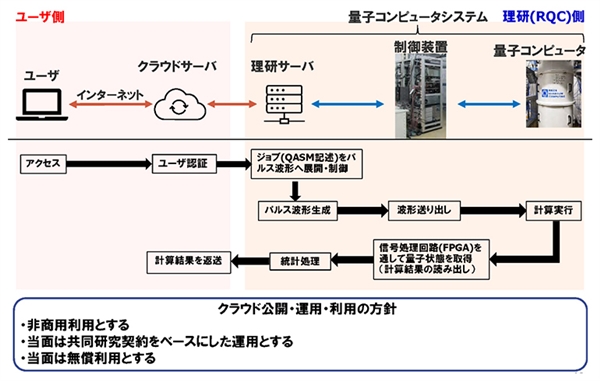 ユーザ側
量子コンピュータシステム
理研(RQC)側
ユーザ
クラウドサーバ
理研サーバ
制御装置
量子コンピュータ
インターネット
アクセス
ユーザ認証
ジョブ(QASM記述)をパ
ルス波形へ展開・制御
パルス波形生成
波形送り出し
計算実行
計算結果を返送
統計処理
信号処理回路(FPGA)を
通して量子状態を取得
(計算結果の読み出し)
クラウド公開・運用・利用の方針
・非商用利用とする
・当面は共同研究契約をベースにした運用とする
・当面は無償利用とする